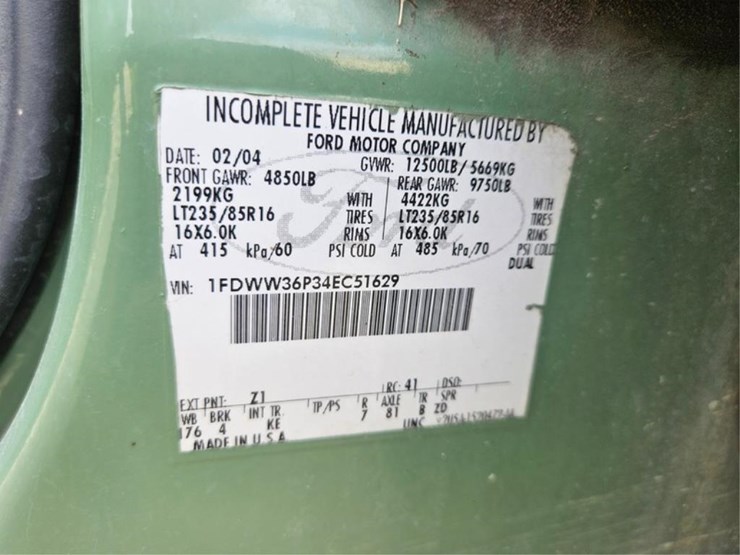 INCOMPLETE VEHICLE MANUFACTURED BY
FORD MOTOR COMPANY
DATE: 02/04 GVWR: 12500LB/ 5669KG
FRONT GAWR: 4850LB REAR GAWR: 9750LB
2199KG WITH 4422KG WITH
LT235/85R16 TIRES LT235/85R16 TIRES
16X6.0K RIMS 16X6.0K RIMS
AT 415 kPa/60 PSI COLD AT 485 kPa/70 PSI COLD
DUAL
Ford
VIN: 1FDWW36P34EC51629
EXT PNT: Z1 RC: 41 DSO:
WB BRK INT TR TP/PS R AXLE TR SPR
176 4 KE 7 81 B ZD
MADE IN U S A UNC